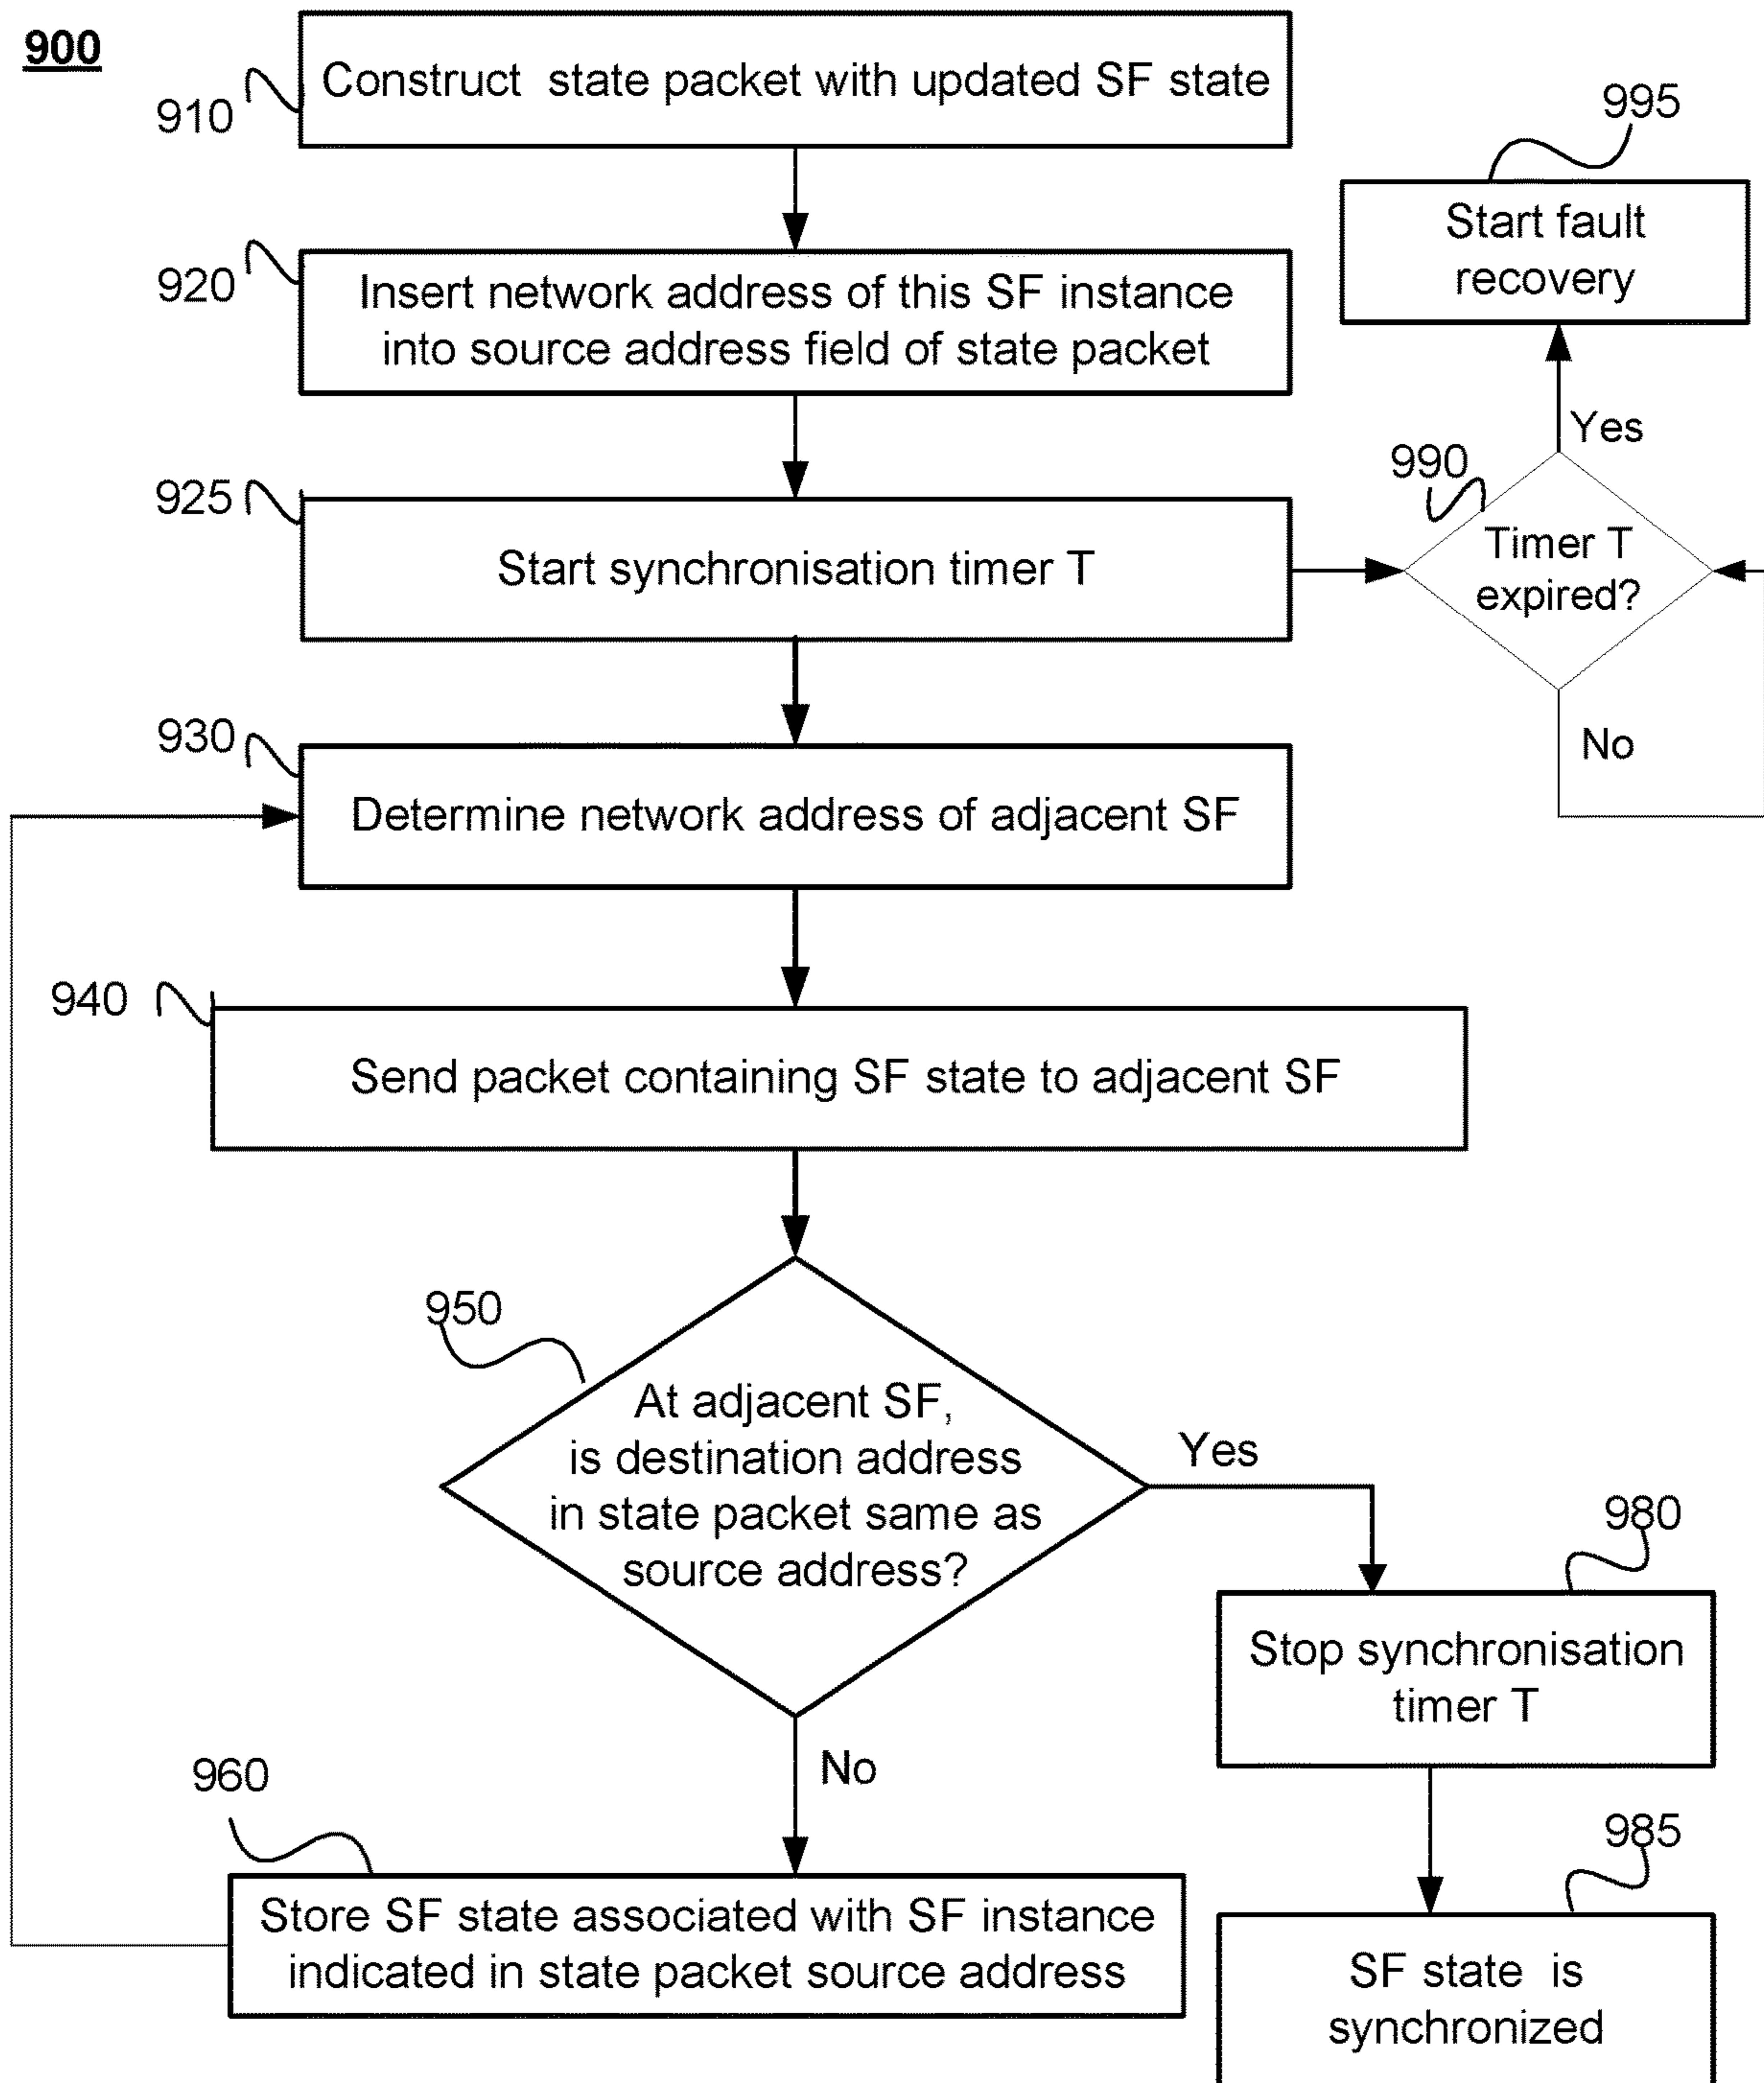 900
Construct state packet with updated SF state
910
995
Start fault
recovery
920
Insert network address of this SF instance
into source address field of state packet
Yes
990
925
Start synchronisation timer T
Timer T
expired?
930
No
Determine network address of adjacent SF
940
Send packet containing SF state to adjacent SF
950
At adjacent SF,
is destination address
in state packet same as
source address?
Yes
980
Stop synchronisation
timer T
No
960
985
Store SF state associated with SF instance
indicated in state packet source address
SF state is
synchronized